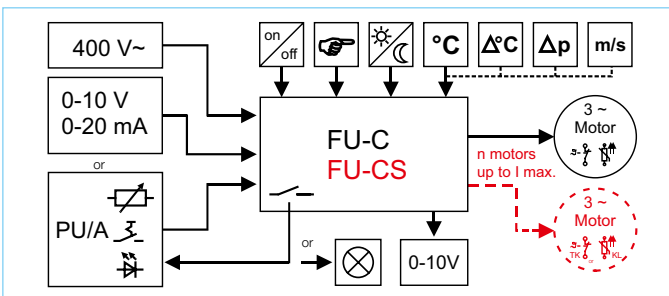 400 V~
0-10 V
0-20 mA
or
PU/A
on
off
°C
Δ°C
Δp
m/s
FU-C
FU-CS
or
0-10V
n motors
up to I max.
3 ~
Motor
3 ~
Motor
TK or KL